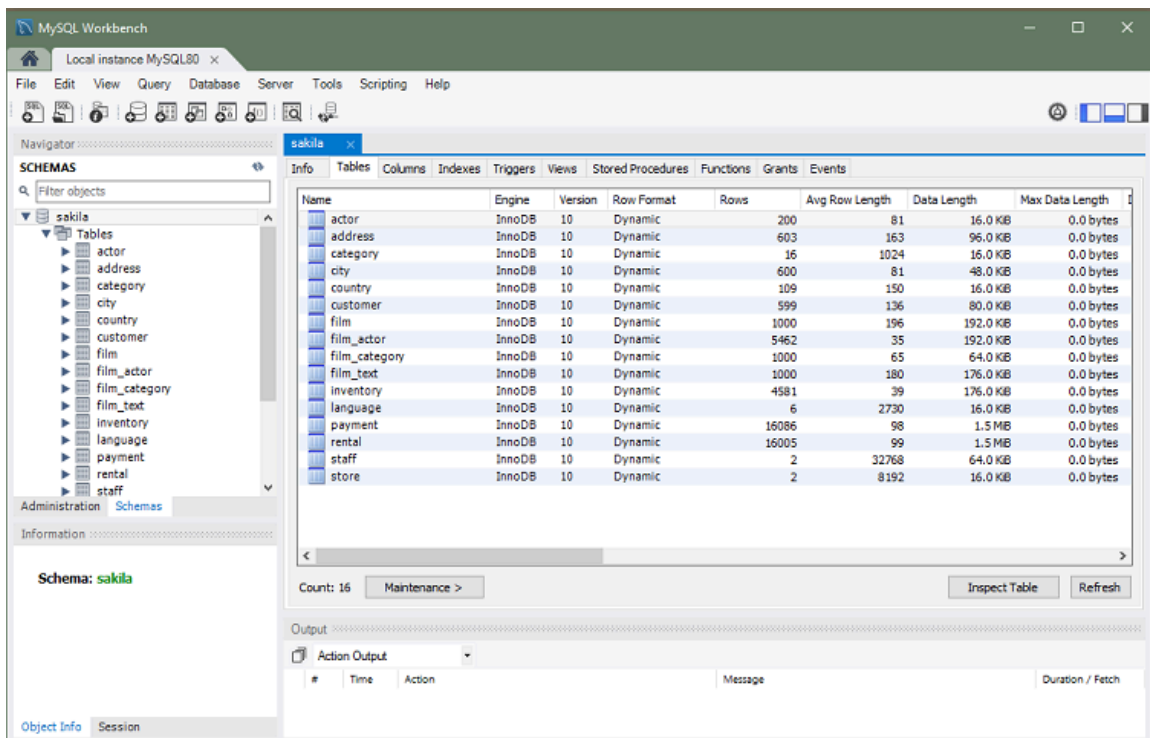 MySQL Workbench
Local instance MySQL80
File Edit View Query Database Server Tools Scripting Help
Navigator
SCHEMAS
Filter objects
sakila
Tables
actor
address
category
city
country
customer
film
film_actor
film_category
film_text
inventory
language
payment
rental
staff
Administration Schemas
Information
Schema: sakila
Object Info Session
sakila
Info Tables Columns Indexes Triggers Views Stored Procedures Functions Grants Events
Name Engine Version Row Format Rows Avg Row Length Data Length Max Data Length
actor InnoDB 10 Dynamic 200 81 16.0 KiB 0.0 bytes
address InnoDB 10 Dynamic 603 163 96.0 KiB 0.0 bytes
category InnoDB 10 Dynamic 16 1024 16.0 KiB 0.0 bytes
city InnoDB 10 Dynamic 600 81 48.0 KiB 0.0 bytes
country InnoDB 10 Dynamic 109 150 16.0 KiB 0.0 bytes
customer InnoDB 10 Dynamic 599 136 80.0 KiB 0.0 bytes
film InnoDB 10 Dynamic 1000 196 192.0 KiB 0.0 bytes
film_actor InnoDB 10 Dynamic 5462 35 192.0 KiB 0.0 bytes
film_category InnoDB 10 Dynamic 1000 65 64.0 KiB 0.0 bytes
film_text InnoDB 10 Dynamic 1000 180 176.0 KiB 0.0 bytes
inventory InnoDB 10 Dynamic 4581 39 176.0 KiB 0.0 bytes
language InnoDB 10 Dynamic 6 2730 16.0 KiB 0.0 bytes
payment InnoDB 10 Dynamic 16086 98 1.5 MiB 0.0 bytes
rental InnoDB 10 Dynamic 16005 99 1.5 MiB 0.0 bytes
staff InnoDB 10 Dynamic 2 32768 64.0 KiB 0.0 bytes
store InnoDB 10 Dynamic 2 8192 16.0 KiB 0.0 bytes
Count: 16 Maintenance > Inspect Table Refresh
Output
Action Output
# Time Action Message Duration / Fetch